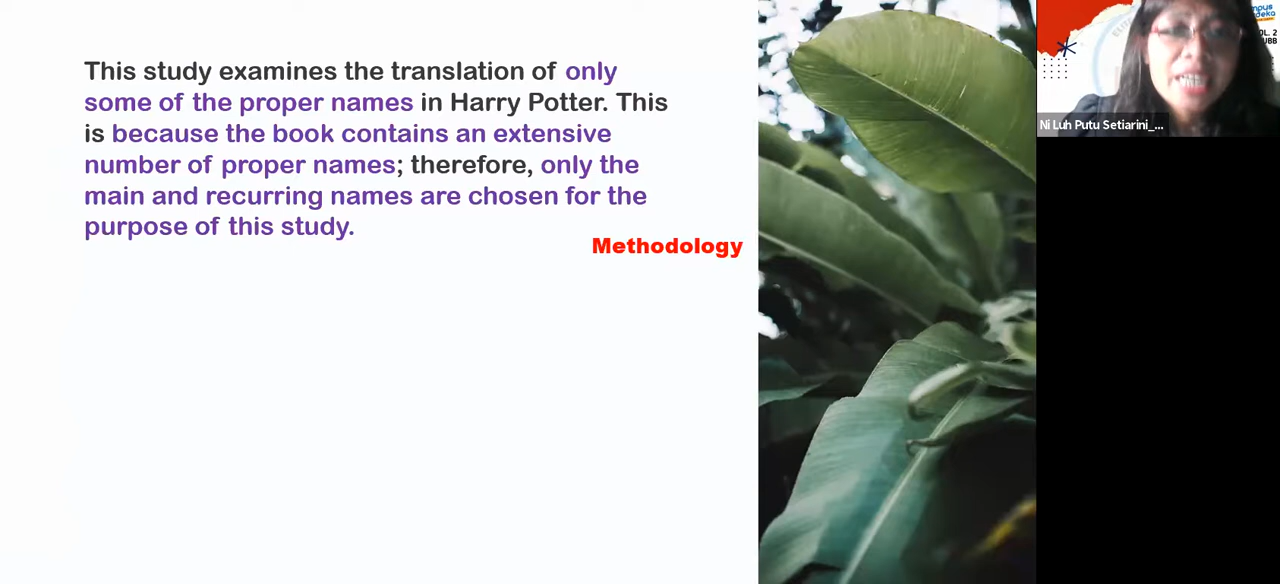 This study examines the translation of only
some of the proper names in Harry Potter. This
is because the book contains an extensive
number of proper names; therefore, only the
main and recurring names are chosen for the
purpose of this study.
Methodology
Ni Luh Putu Setiarini_...